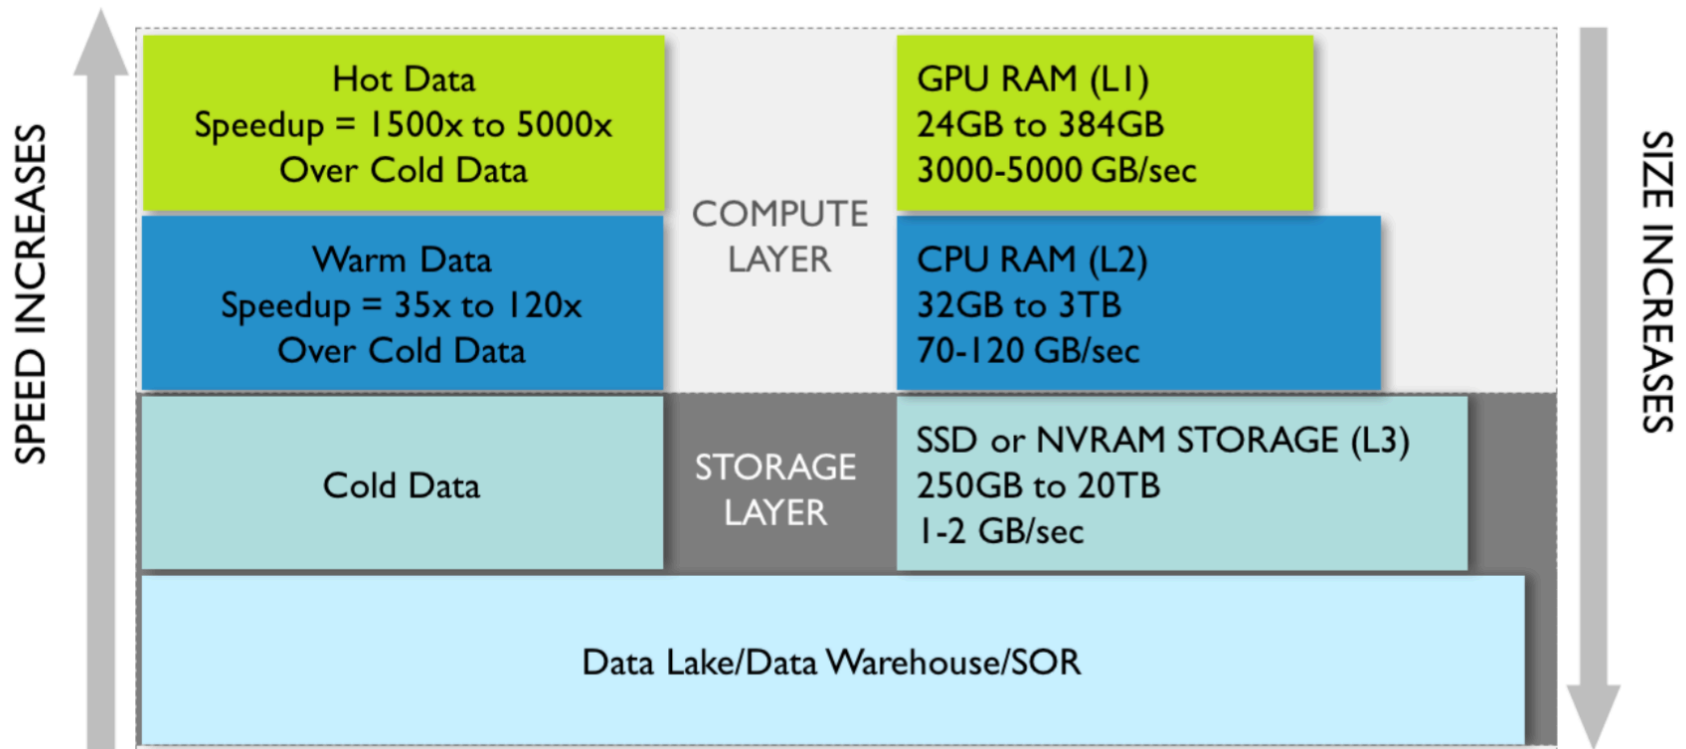 SPEED INCREASES
Hot Data
Speedup = 1500x to 5000x
Over Cold Data
Warm Data
Speedup = 35x to 120x
Over Cold Data
Cold Data
COMPUTE
LAYER
STORAGE
LAYER
GPU RAM (L1)
24GB to 384GB
3000-5000 GB/sec
CPU RAM (L2)
32GB to 3TB
70-120 GB/sec
SSD or NVRAM STORAGE (L3)
250GB to 20TB
1-2 GB/sec
Data Lake/Data Warehouse/SOR
SIZE INCREASES